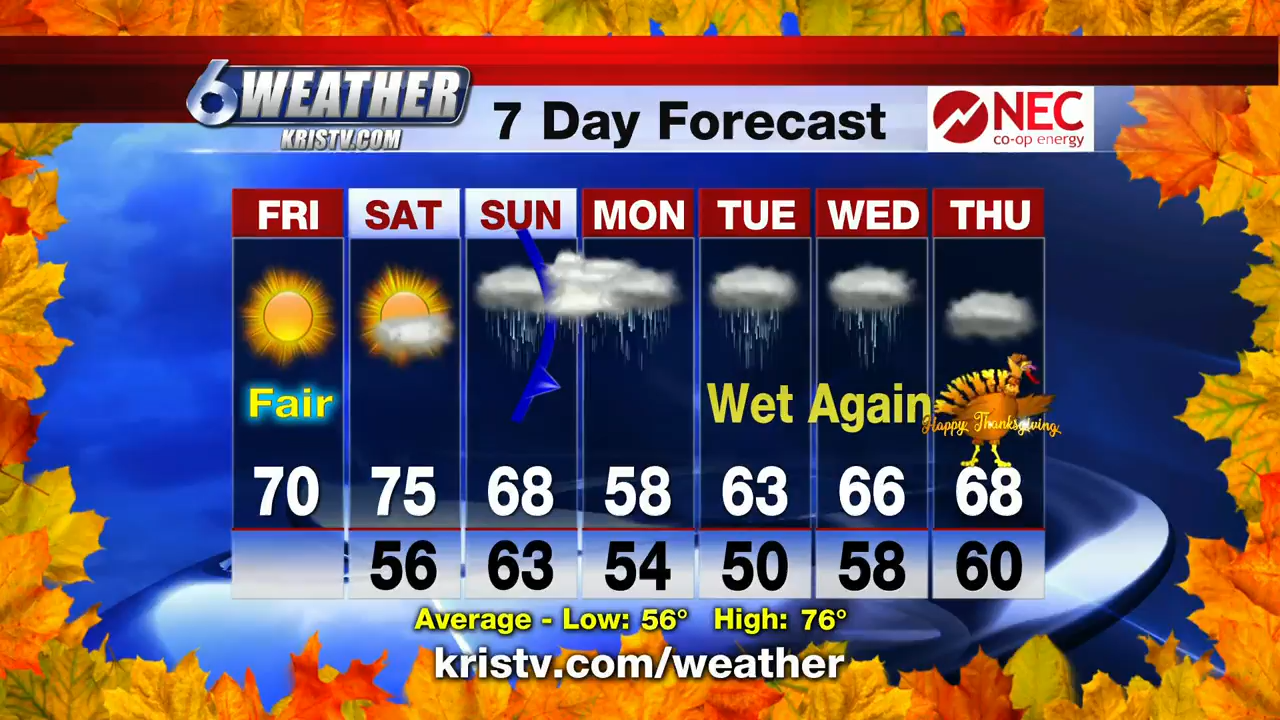 6 WEATHER
KRISTV.COM
7 Day Forecast
NEC
co-op energy
FRI SAT SUN MON TUE WED THU
Fair
Wet Again
Happy Thanksgiving
70 75 68 58 63 66 68
56 63 54 50 58 60
Average - Low: 56° High: 76°
kristv.com/weather